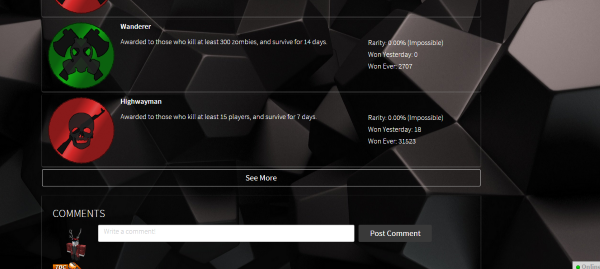 Wanderer
Awarded to those who kill at least 300 zombies, and survive for 14 days.
Rarity: 0.00% (Impossible)
Won Yesterday: 0
Won Ever: 2707
Highwayman
Awarded to those who kill at least 15 players, and survive for 7 days.
Rarity: 0.00% (Impossible)
Won Yesterday: 18
Won Ever: 31523
See More
COMMENTS
Write a comment!
Post Comment
Online